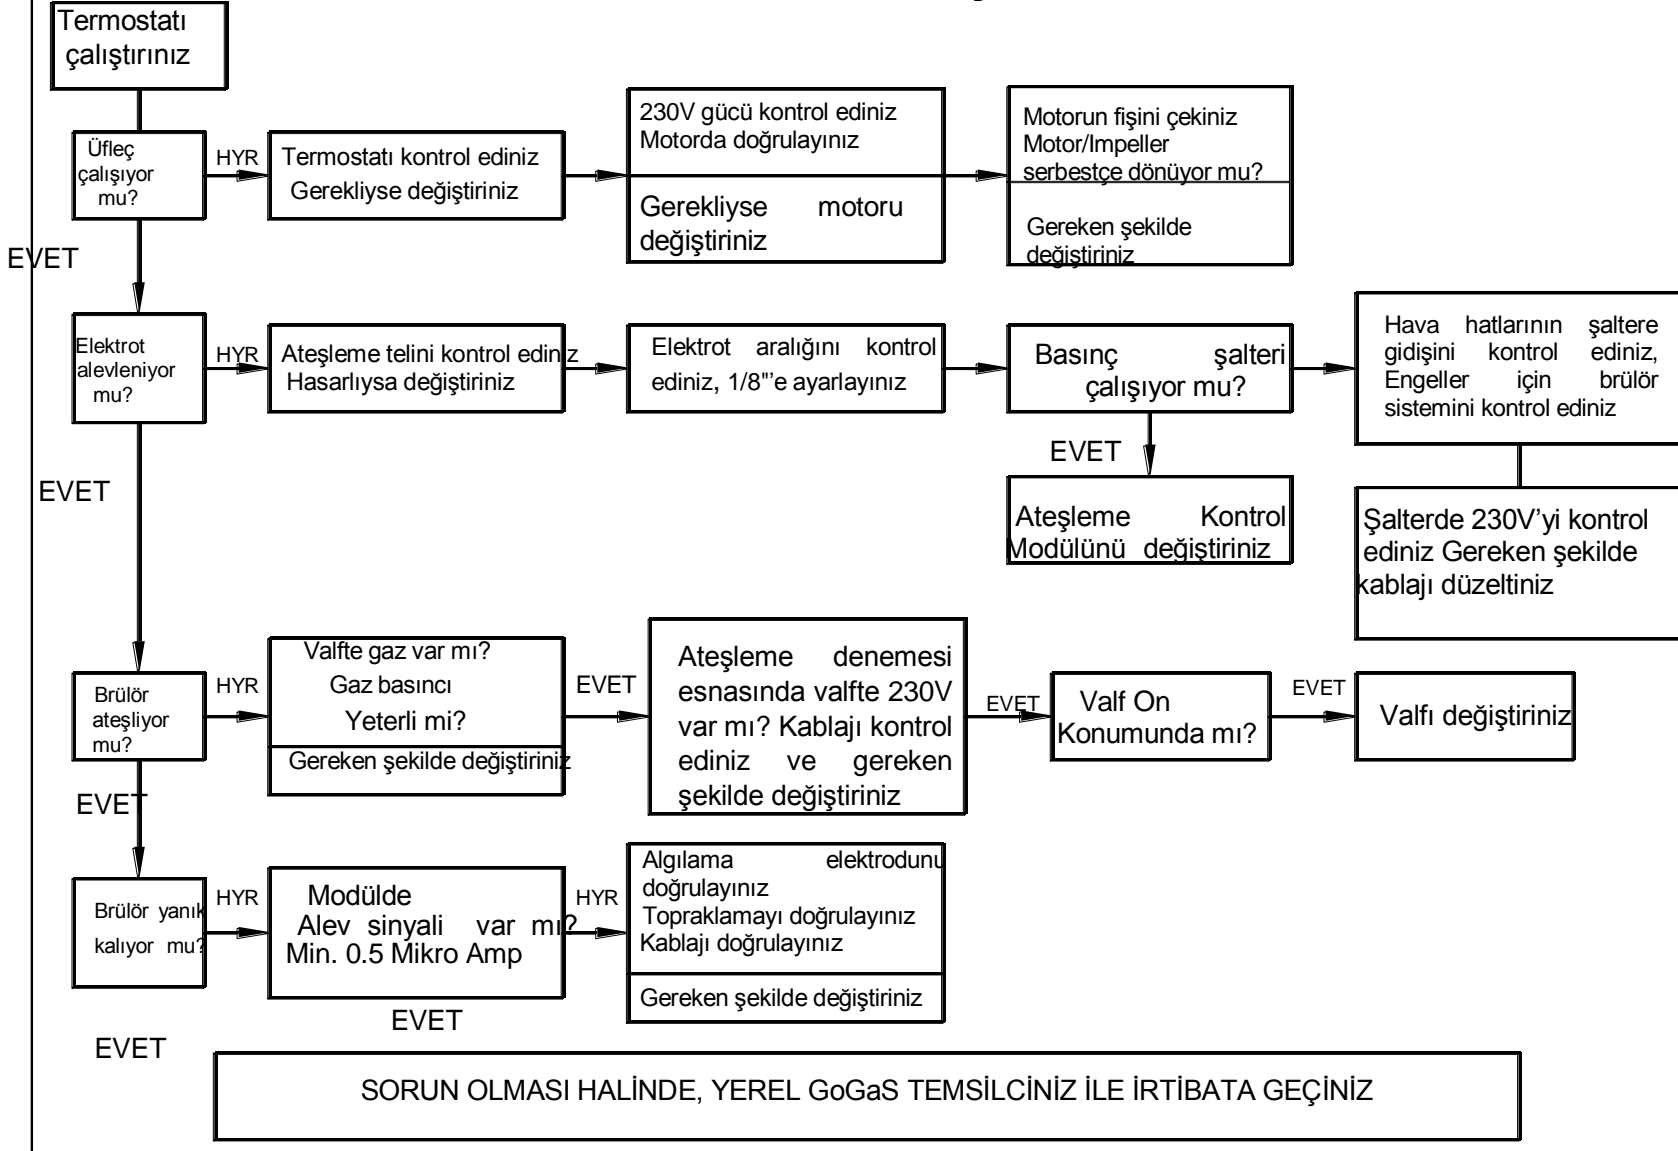 Termostatı
çalıştırınız
Üfleç
çalışıyor
mu?
HYR
Termostatı kontrol ediniz
Gerekliyse değiştiriniz
230V gücü kontrol ediniz
Motorda doğrulayınız
Gerekliyse motoru
değiştiriniz
Motorun fişini çekiniz
Motor/Impeller
serbestçe dönüyor mu?
Gereken şekilde
değiştiriniz
EVET
Elektrot
alevleniyor
mu?
HYR
Ateşleme telini kontrol ediniz
Hasarlıysa değiştiriniz
Elektrot aralığını kontrol
ediniz, 1/8"'e ayarlayınız
Basınç şalteri
çalışıyor mu?
Hava hatlarının şaltere
gidişini kontrol ediniz,
Engeller için brülör
sistemini kontrol ediniz
EVET
Ateşleme Kontrol
Modülünü değiştiriniz
Şalterde 230V’yi kontrol
ediniz Gereken şekilde
kablajı düzeltiniz
EVET
Brülör
ateşliyor
mu?
HYR
Valfte gaz var mı?
Gaz basıncı
Yeterli mi?
Gereken şekilde değiştiriniz
EVET
Ateşleme denemesi
esnasında valfte 230V
var mı? Kablajı kontrol
ediniz ve gereken
şekilde değiştiriniz
EVET
Valf On
Konumunda mı?
EVET
Valfı değiştiriniz
EVET
Brülör yanık
kalıyor mu?
HYR
Modülde
Alev sinyali var mı?
Min. 0.5 Mikro Amp
HYR
Algılama elektrodunu
doğrulayınız
Topraklamayı doğrulayınız
Kablajı doğrulayınız
Gereken şekilde değiştiriniz
EVET
EVET
SORUN OLMASI HALİNDE, YEREL GoGaS TEMSİLCİNİZ İLE İRTİBATA GEÇİNİZ